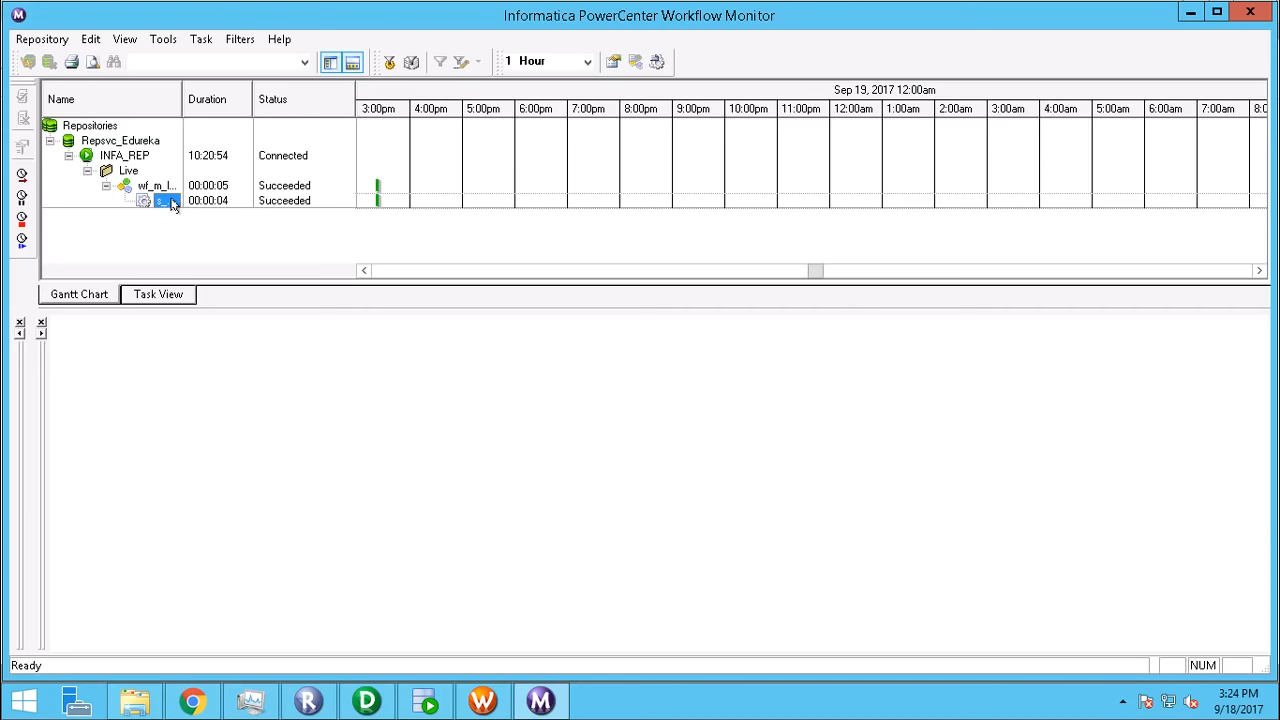 Informatica PowerCenter Workflow Monitor
Repository Edit View Tools Task Filters Help
1 Hour
Name Duration Status
Sep 19, 2017 12:00am
3:00pm 4:00pm 5:00pm 6:00pm 7:00pm 8:00pm 9:00pm 10:00pm 11:00pm 12:00am 1:00am 2:00am 3:00am 4:00am 5:00am 6:00am 7:00am 8:0
Repositories
Repsvc_Edureka
INFA_REP 10:20:54 Connected
Live
wf_m_l... 00:00:05 Succeeded
s_ 00:00:04 Succeeded
Gantt Chart Task View
Ready NUM
3:24 PM
9/18/2017